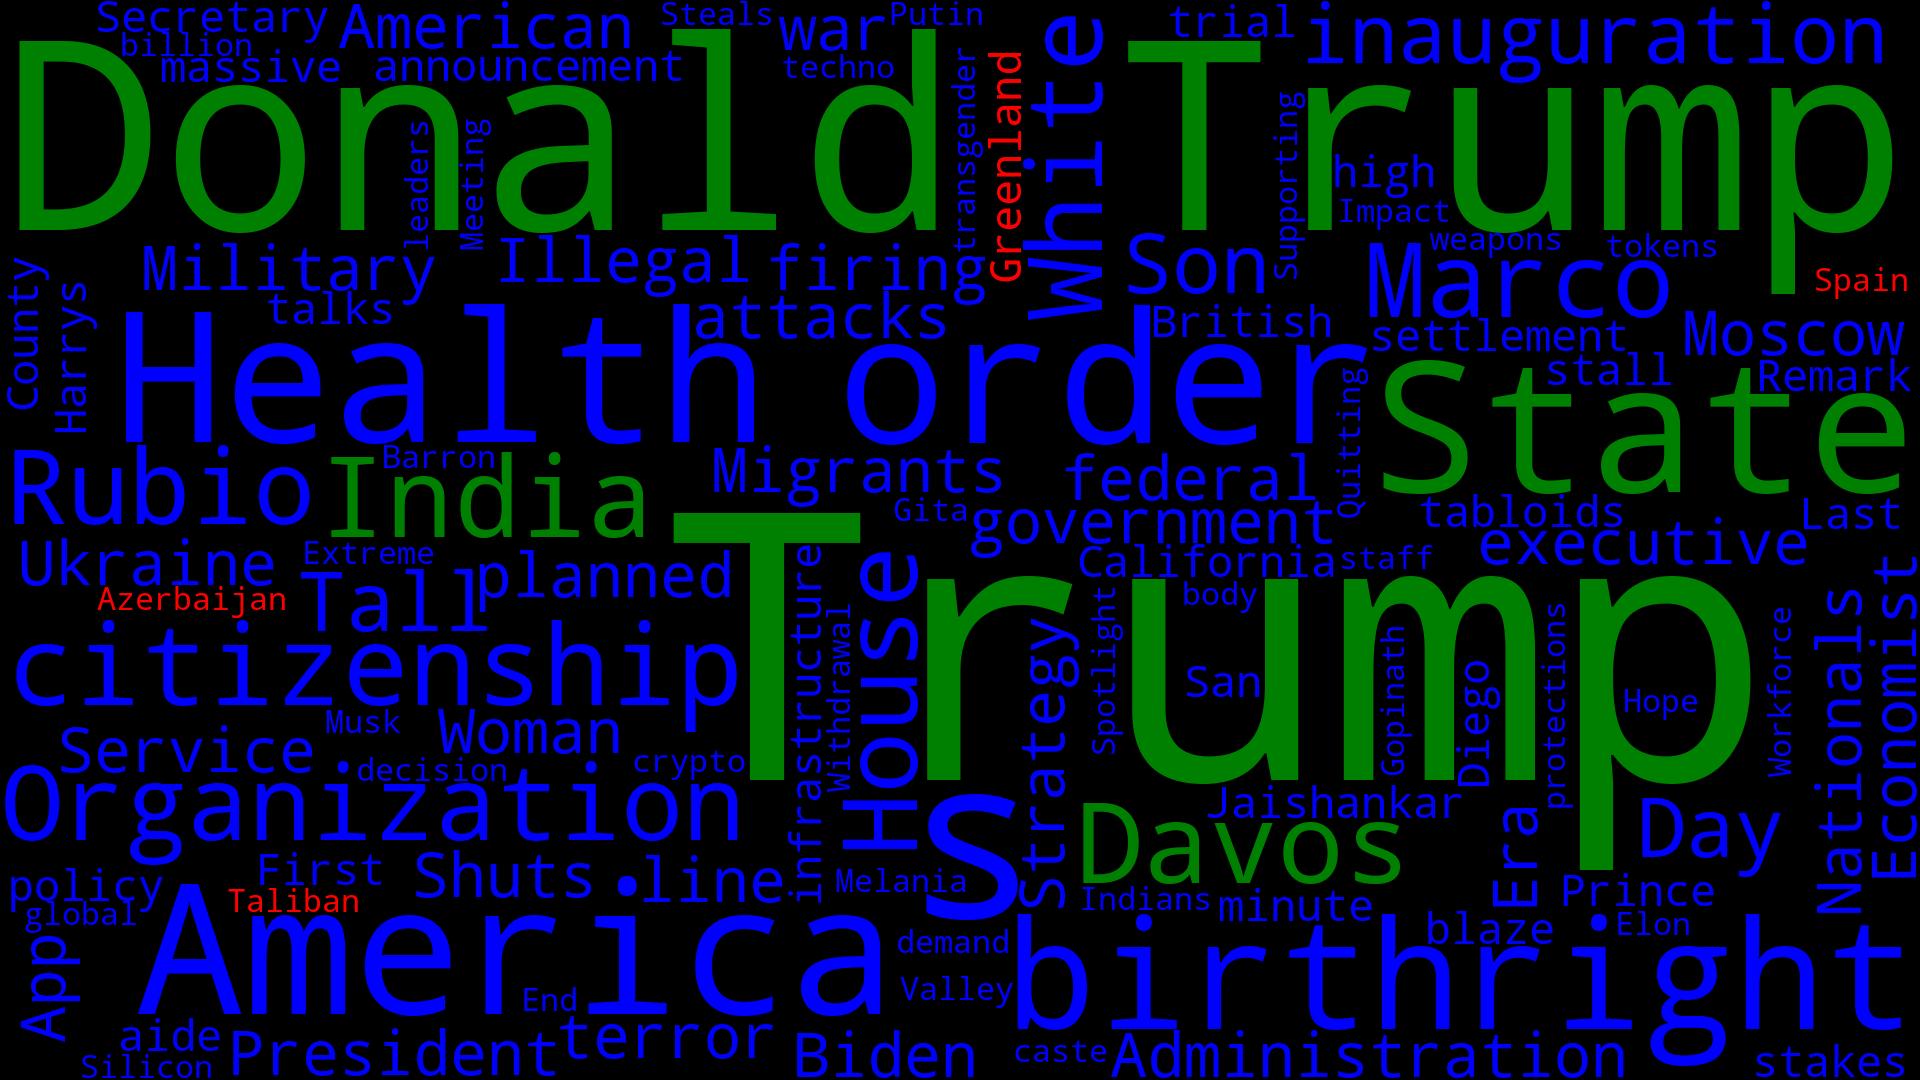 Secretary
American
Steals
war
Putin
trial
inauguration
billion
massive
announcement
techno
Donald
Trump
leaders
Meeting
transgender
Greenland
White
Supporting
high
Impact
Military
Illegal
firing
Son
Marco
weapons
tokens
Spain
County
Harrys
talks
attacks
British
settlement
Moscow
Health order
stall
Remark
State
Rubio
India
Barron
Migrants
federal
Quitting
Gita
government
tabloids
Last
Ukraine
Extreme
planned
California
staff
executive
Azerbaijan
Tall
Trump
body
citizenship
infrastructure
Withdrawal
House
Strategy
Spotlight
San
Gopinath
Diego
protections
Hope
Workforce
Nationals
Economist
Service
Musk
Woman
decision
crypto
Organization
s
Jaishankar
Davos
Era
Day
policy
First
Shuts
line
Melania
Indians
minute
Prince
global
Taliban
App
America
demand
birthright
blaze
Elon
End
Valley
aide
Silicon
President
terror
Biden
caste
Administration
stakes